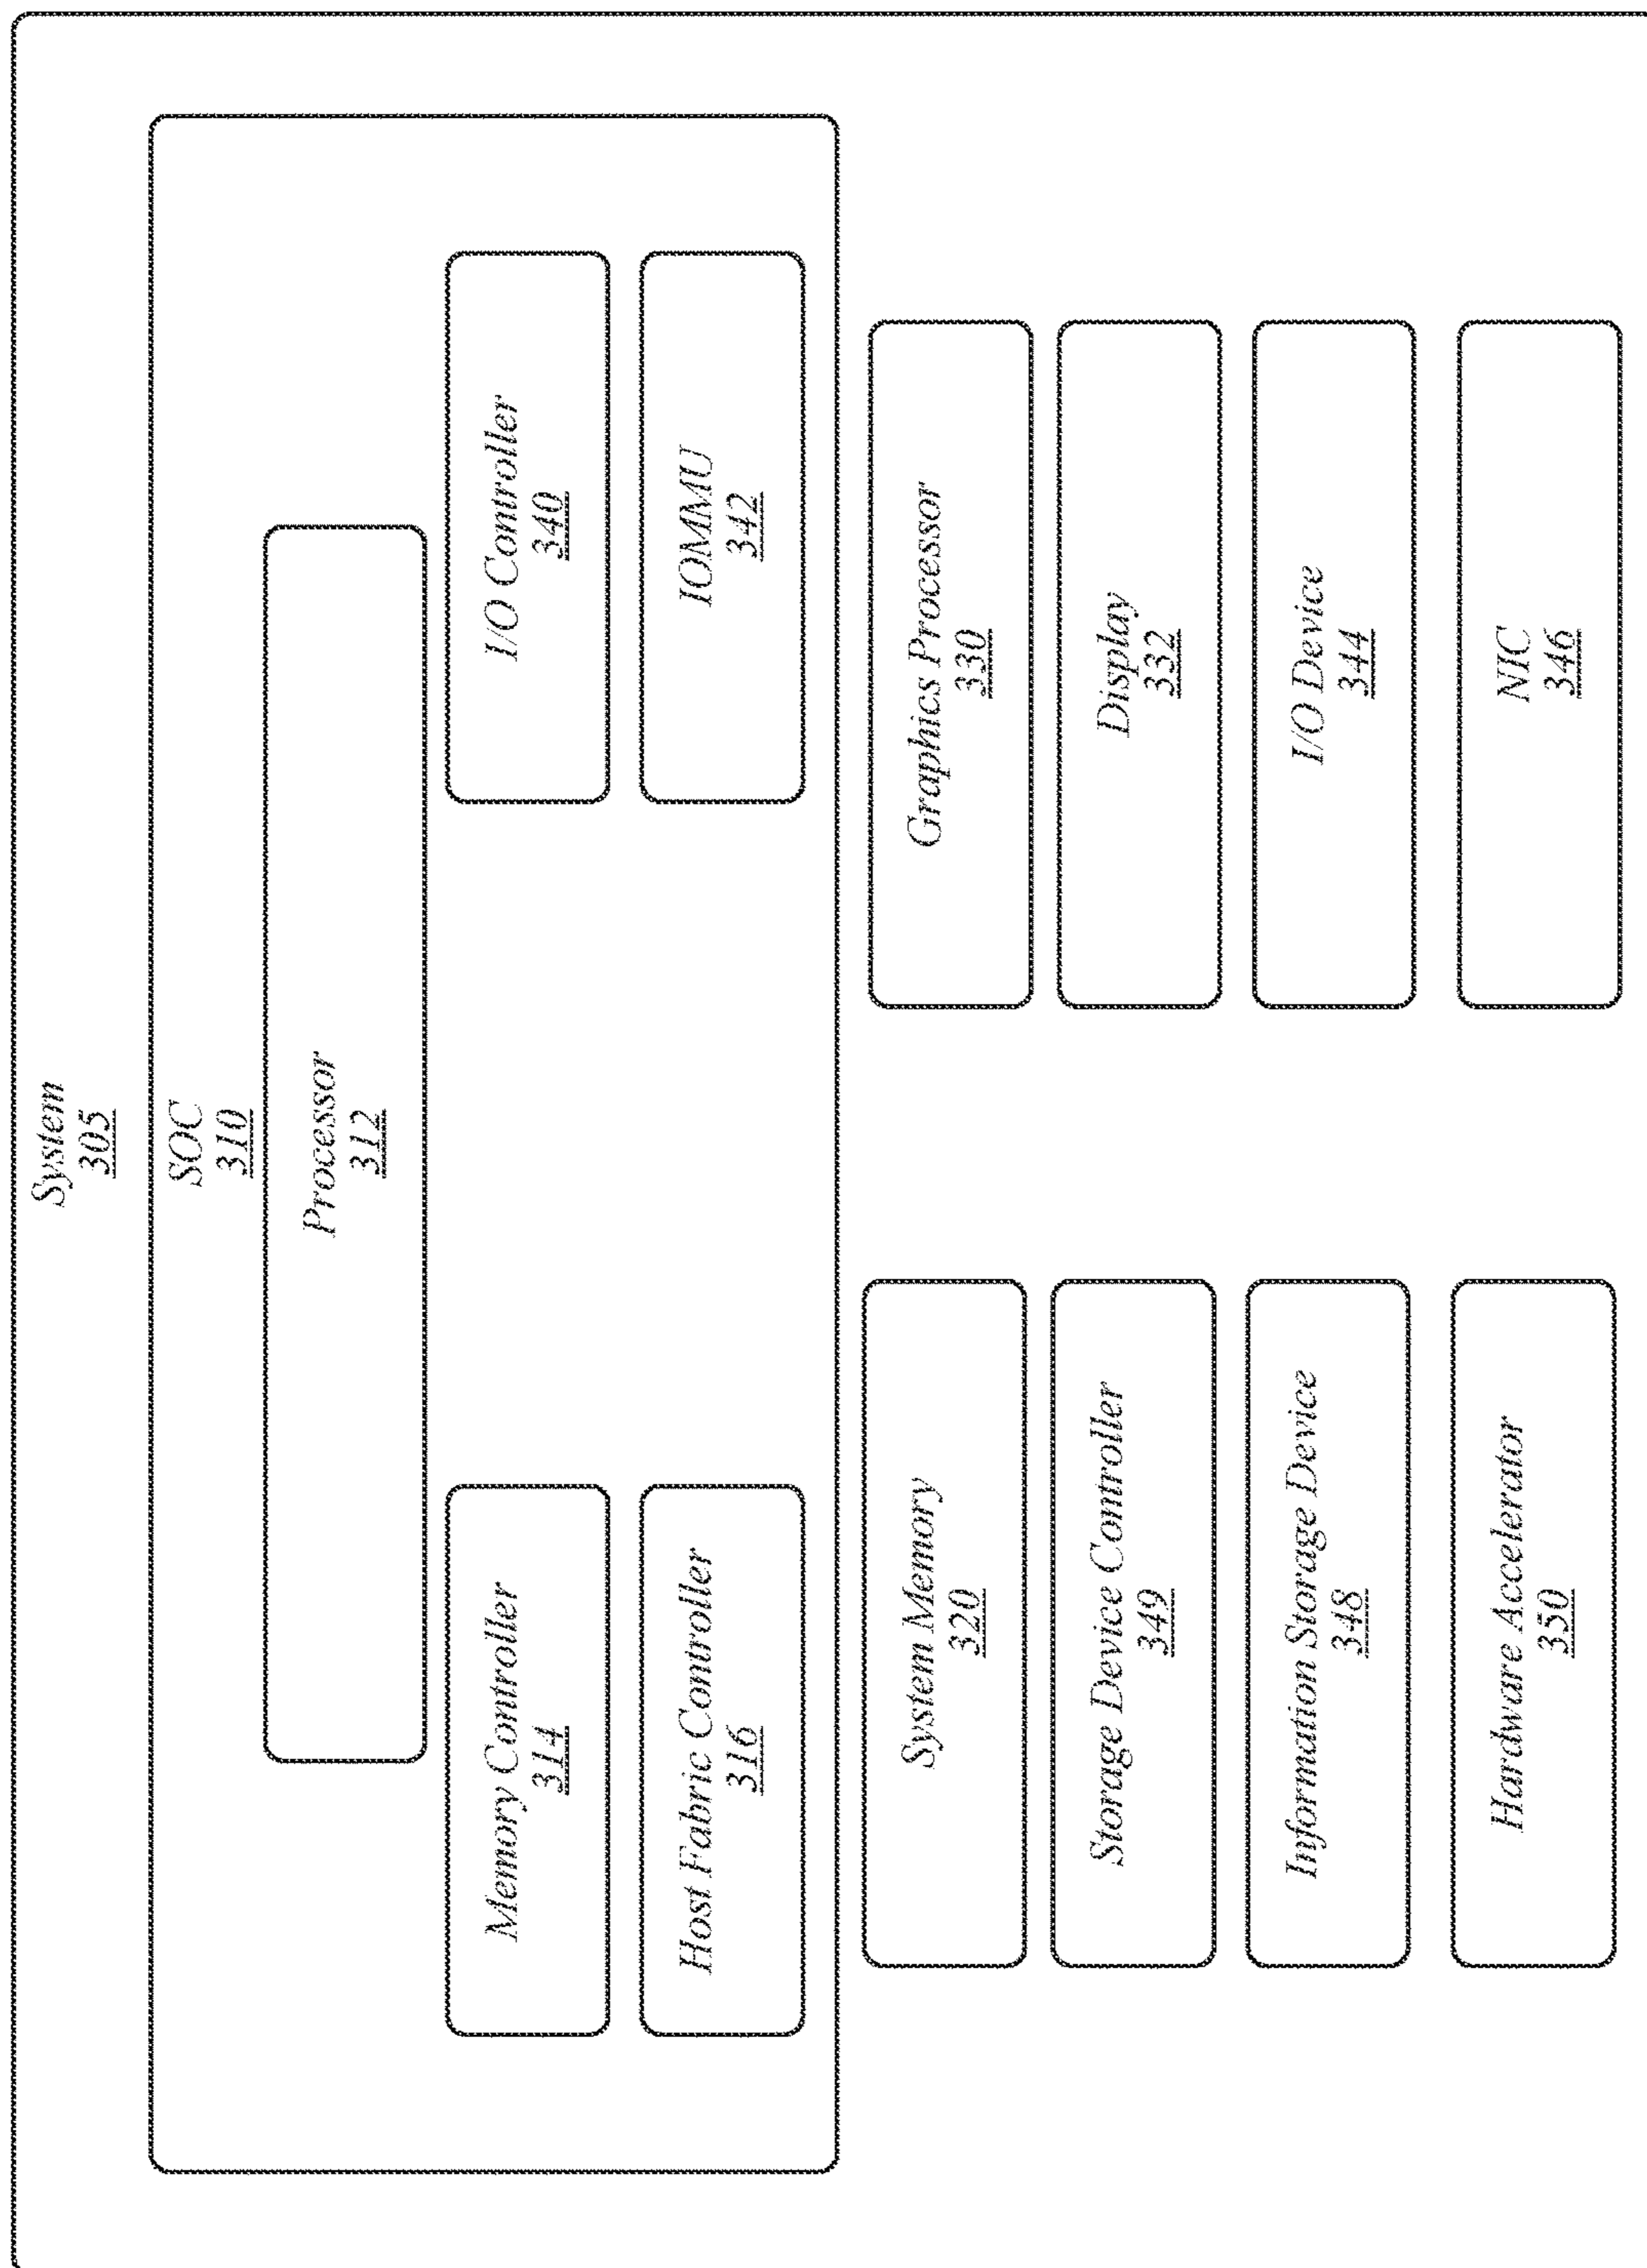 System
305
SOC
310
Processor
312
Memory Controller
314
I/O Controller
340
Host Fabric Controller
316
IOMMU
342
System Memory
320
Graphics Processor
330
Storage Device Controller
349
Display
332
Information Storage Device
348
I/O Device
344
Hardware Accelerator
350
NIC
346